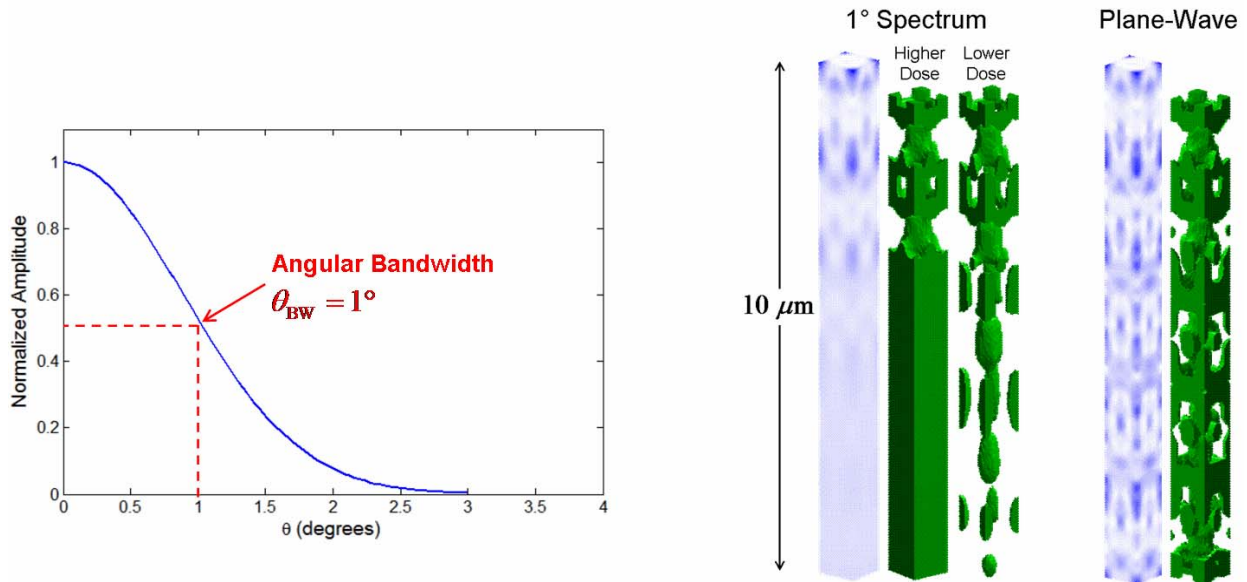 Normalized Amplitude
1
0.8
0.6
0.4
0.2
0
0 0.5 1 1.5 2 2.5 3 3.5 4
θ (degrees)
Angular Bandwidth
θBW = 1°
1° Spectrum
Plane-Wave
Higher
Dose
Lower
Dose
10 μm